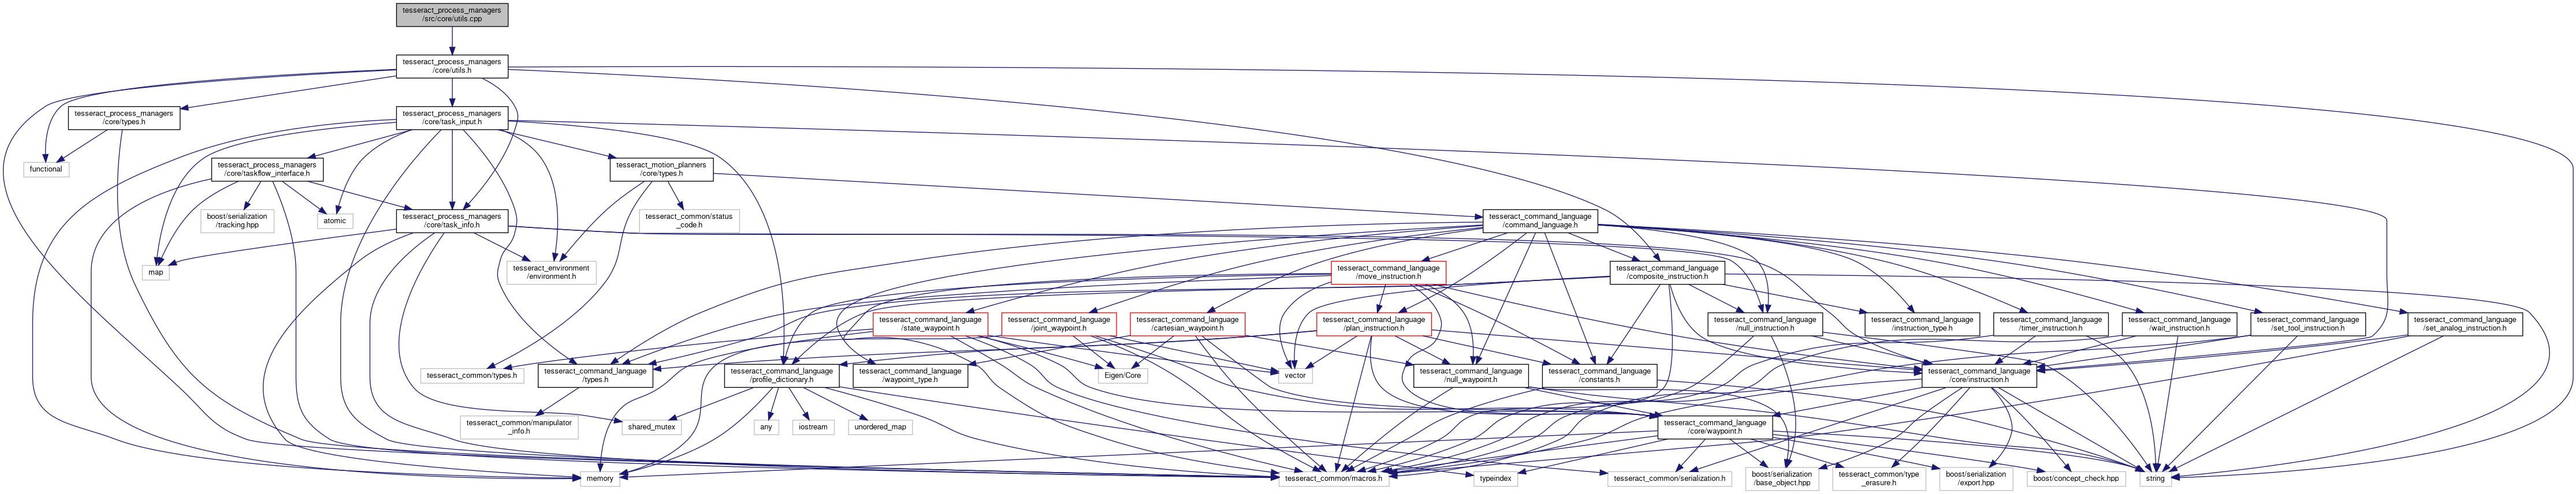 tesseract_process_managers
/src/core/utils.cpp
tesseract_process_managers
/core/utils.h
tesseract_process_managers
/core/types.h
tesseract_process_managers
/core/task_input.h
functional
tesseract_process_managers
/core/taskflow_interface.h
tesseract_motion_planners
/core/types.h
boost/serialization
/tracking.hpp
atomic
tesseract_process_managers
/core/task_info.h
tesseract_common/status
_code.h
tesseract_command_language
/command_language.h
map
tesseract_environment
/environment.h
tesseract_command_language
/move_instruction.h
tesseract_command_language
/composite_instruction.h
tesseract_command_language
/state_waypoint.h
tesseract_command_language
/joint_waypoint.h
tesseract_command_language
/cartesian_waypoint.h
tesseract_command_language
/plan_instruction.h
tesseract_command_language
/null_instruction.h
tesseract_command_language
/instruction_type.h
tesseract_command_language
/timer_instruction.h
tesseract_command_language
/wait_instruction.h
tesseract_command_language
/set_tool_instruction.h
tesseract_command_language
/set_analog_instruction.h
tesseract_common/types.h
tesseract_command_language
/types.h
tesseract_command_language
/profile_dictionary.h
tesseract_command_language
/waypoint_type.h
Eigen/Core
vector
tesseract_command_language
/null_waypoint.h
tesseract_command_language
/constants.h
tesseract_command_language
/core/instruction.h
tesseract_common/manipulator
_info.h
shared_mutex
any
iostream
unordered_map
tesseract_command_language
/core/waypoint.h
memory
tesseract_common/macros.h
typeindex
tesseract_common/serialization.h
boost/serialization
/base_object.hpp
tesseract_common/type
_erasure.h
boost/serialization
/export.hpp
boost/concept_check.hpp
string